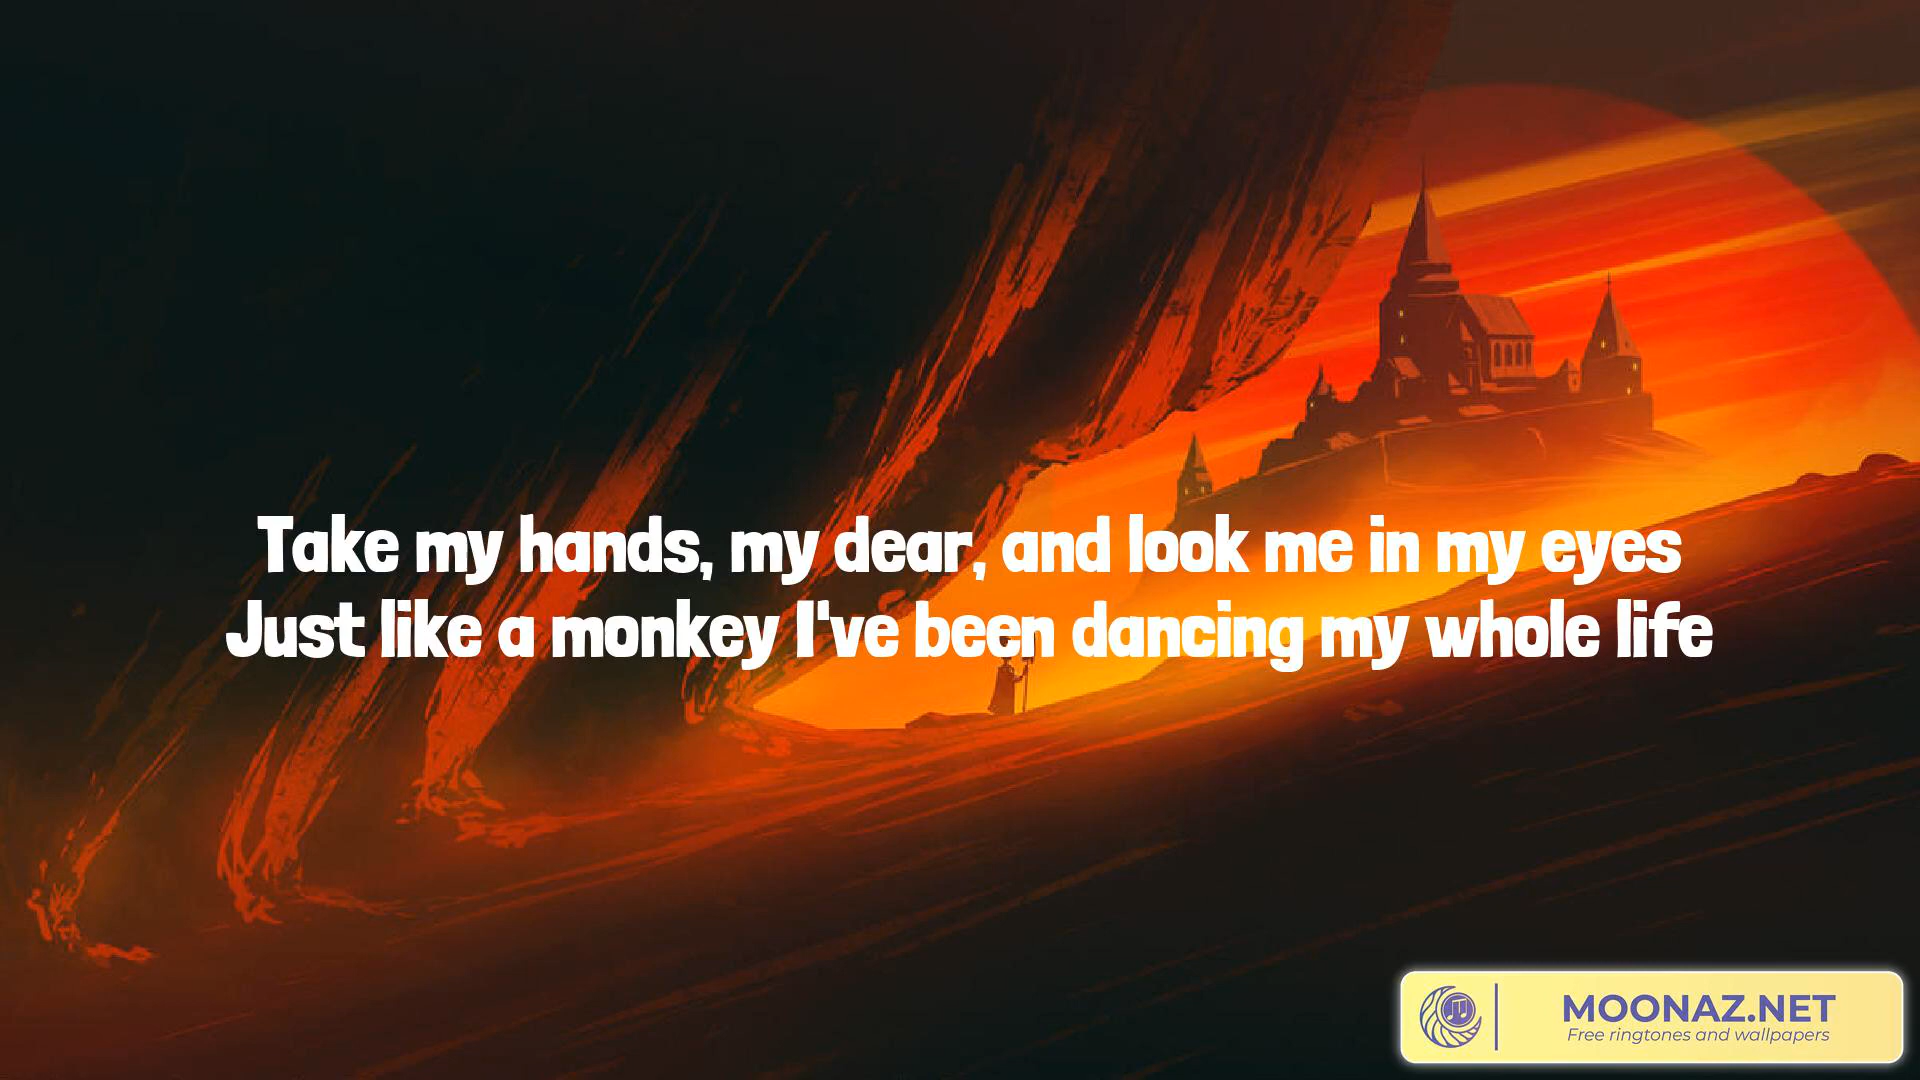 Take my hands, my dear, and look me in my eyes
Just like a monkey I've been dancing my whole life
MOONAZ.NET
Free ringtones and wallpapers